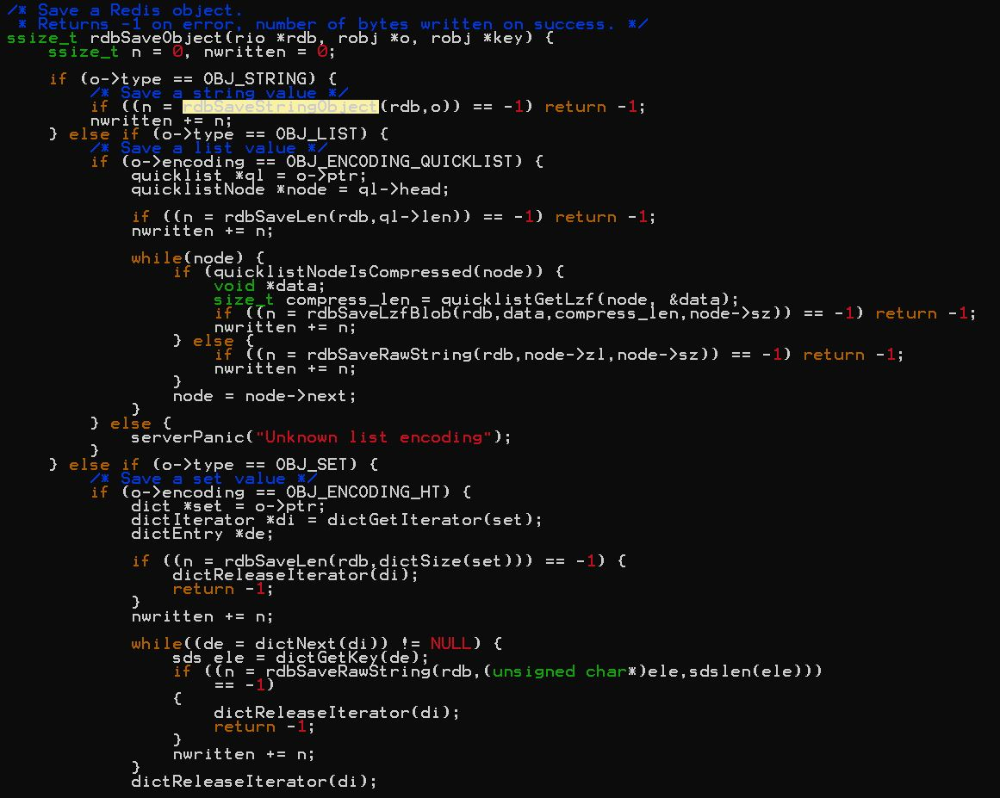 /* Save a Redis object.
 * Returns -1 on error, number of bytes written on success. */
ssize_t rdbSaveObject(rio *rdb, robj *o, robj *key) {
    ssize_t n = 0, nwritten = 0;

    if (o->type == OBJ_STRING) {
        /* Save a string value */
        if ((n = rdbSaveStringObject(rdb,o)) == -1) return -1;
        nwritten += n;
    } else if (o->type == OBJ_LIST) {
        /* Save a list value */
        if (o->encoding == OBJ_ENCODING_QUICKLIST) {
            quicklist *ql = o->ptr;
            quicklistNode *node = ql->head;

            if ((n = rdbSaveLen(rdb,ql->len)) == -1) return -1;
            nwritten += n;

            while(node) {
                if (quicklistNodeIsCompressed(node)) {
                    void *data;
                    size_t compress_len = quicklistGetLzf(node, &data);
                    if ((n = rdbSaveLzfBlob(rdb,data,compress_len,node->sz)) == -1) return -1;
                    nwritten += n;
                } else {
                    if ((n = rdbSaveRawString(rdb,node->zl,node->sz)) == -1) return -1;
                    nwritten += n;
                }
                node = node->next;
            }
        } else {
            serverPanic("Unknown list encoding");
        }
    } else if (o->type == OBJ_SET) {
        /* Save a set value */
        if (o->encoding == OBJ_ENCODING_HT) {
            dict *set = o->ptr;
            dictIterator *di = dictGetIterator(set);
            dictEntry *de;

            if ((n = rdbSaveLen(rdb,dictSize(set))) == -1) {
                dictReleaseIterator(di);
                return -1;
            }
            nwritten += n;

            while((de = dictNext(di)) != NULL) {
                sds ele = dictGetKey(de);
                if ((n = rdbSaveRawString(rdb,(unsigned char*)ele,sdslen(ele)))
                    == -1)
                {
                    dictReleaseIterator(di);
                    return -1;
                }
                nwritten += n;
            }
            dictReleaseIterator(di);